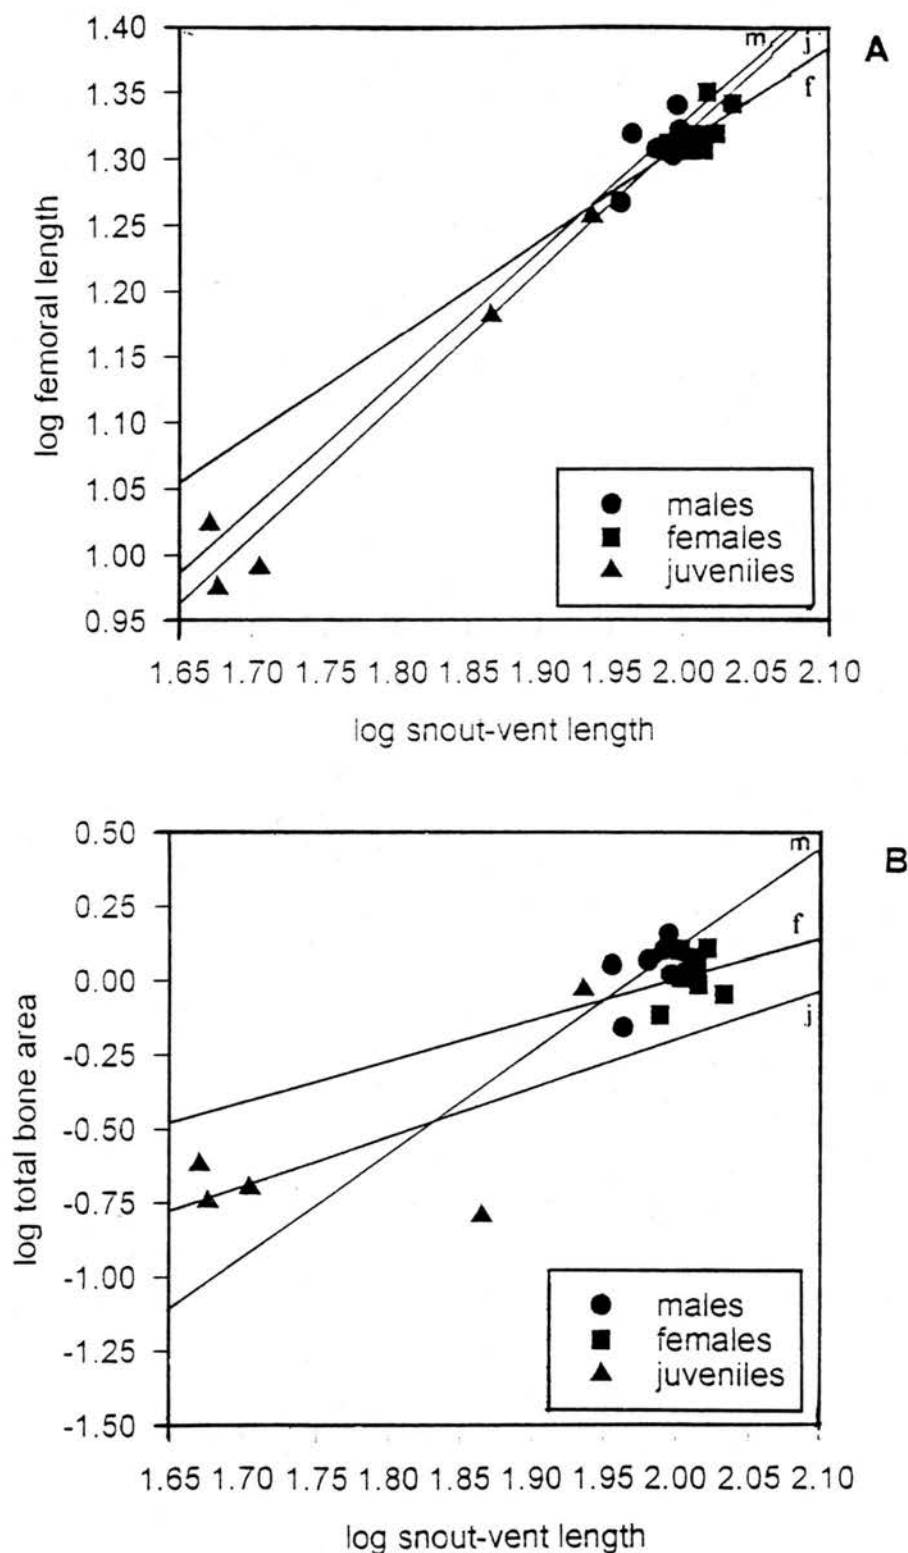 A
1.40
1.35
1.30
1.25
1.20
1.15
1.10
1.05
1.00
0.95
m
j
f
log femoral length
males
females
juveniles
1.65 1.70 1.75 1.80 1.85 1.90 1.95 2.00 2.05 2.10
log snout-vent length
B
0.50
0.25
0.00
-0.25
-0.50
-0.75
-1.00
-1.25
-1.50
m
f
j
log total bone area
males
females
juveniles
1.65 1.70 1.75 1.80 1.85 1.90 1.95 2.00 2.05 2.10
log snout-vent length